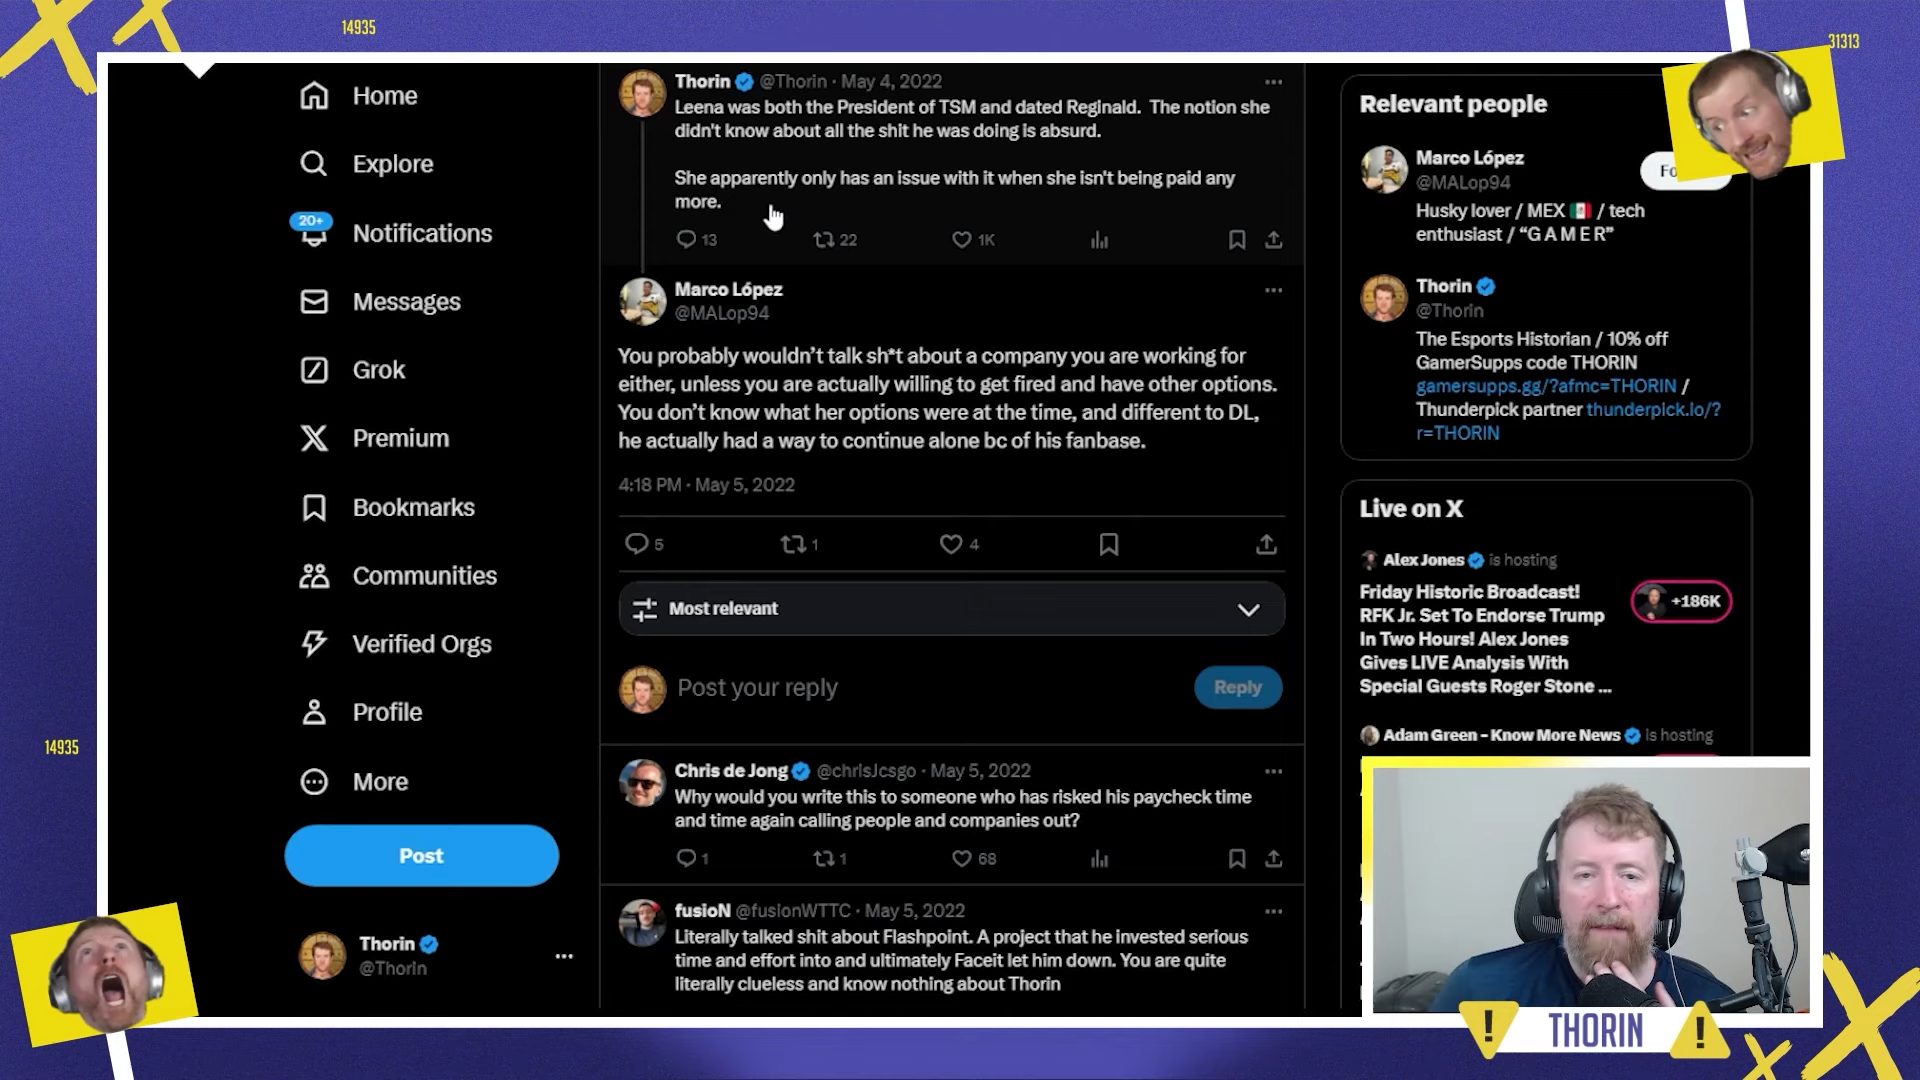 14935
31313
Home
Explore
20+
Notifications
Messages
Grok
Premium
Bookmarks
Communities
Verified Orgs
Profile
More
Post
Thorin
@Thorin
14935
Thorin @Thorin · May 4, 2022
Leena was both the President of TSM and dated Reginald. The notion she
didn't know about all the shit he was doing is absurd.
She apparently only has an issue with it when she isn't being paid any
more.
13 22 1K
Marco López
@MALop94
You probably wouldn't talk sh*t about a company you are working for
either, unless you are actually willing to get fired and have other options.
You don't know what her options were at the time, and different to DL,
he actually had a way to continue alone bc of his fanbase.
4:18 PM · May 5, 2022
5 1 4
Most relevant
Post your reply
Reply
Chris de Jong @chrisJcsgo · May 5, 2022
Why would you write this to someone who has risked his paycheck time
and time again calling people and companies out?
1 1 68
fusioN @fusionWTTC · May 5, 2022
Literally talked shit about Flashpoint. A project that he invested serious
time and effort into and ultimately Faceit let him down. You are quite
literally clueless and know nothing about Thorin
Relevant people
Marco López
@MALop94
Fo
Husky lover / MEX 🇲🇽 / tech
enthusiast / "G A M E R"
Thorin
@Thorin
The Esports Historian / 10% off
GamerSupps code THORIN
gamersupps.gg/?afmc=THORIN /
Thunderpick partner thunderpick.io/?
r=THORIN
Live on X
Alex Jones is hosting
Friday Historic Broadcast!
RFK Jr. Set To Endorse Trump
In Two Hours! Alex Jones
Gives LIVE Analysis With
Special Guests Roger Stone ...
+186K
Adam Green - Know More News is hosting
THORIN